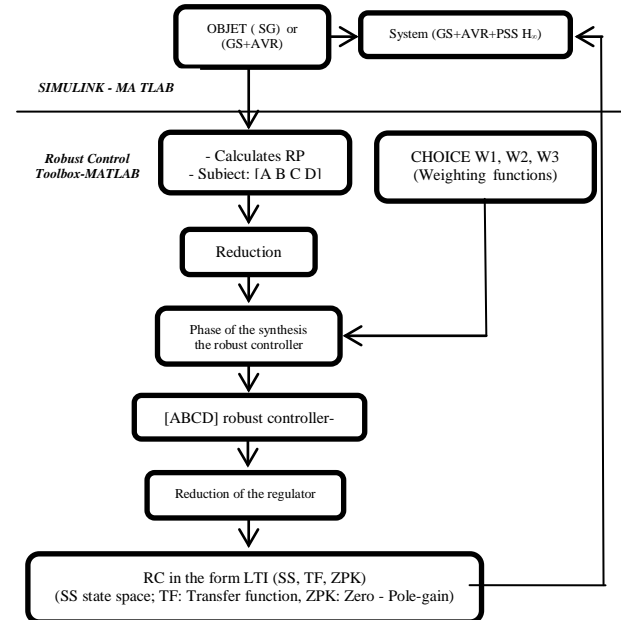 OBJET ( SG) or
(GS+AVR)
System (GS+AVR+PSS H∞)
SIMULINK - MA TLAB
Robust Control
Toolbox-MATLAB
- Calculates RP
- Subject: [A B C D]
CHOICE W1, W2, W3
(Weighting functions)
Reduction
Phase of the synthesis
the robust controller
[ABCD] robust controller-
Reduction of the regulator
RC in the form LTI (SS, TF, ZPK)
(SS state space; TF: Transfer function, ZPK: Zero - Pole-gain)